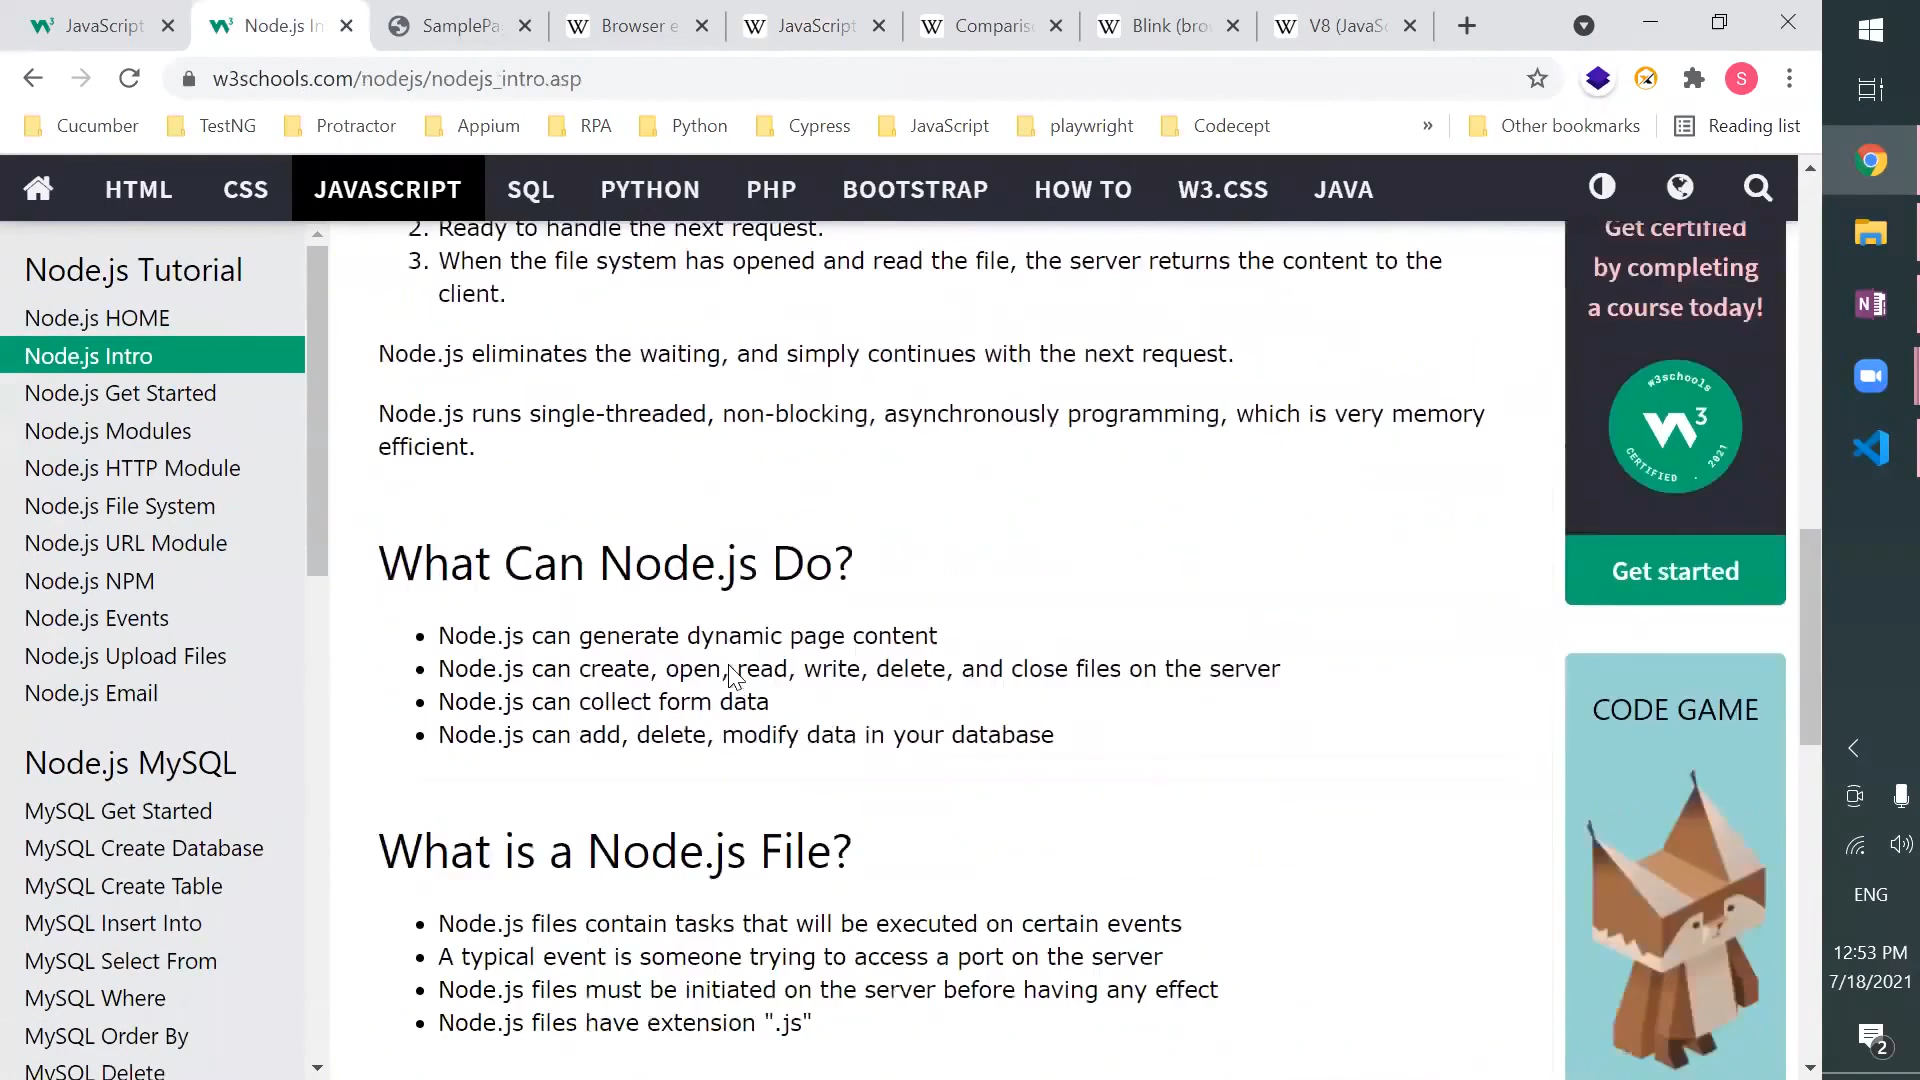 JavaScript
Node.js In
SamplePa
Browser e
JavaScript
Comparis
Blink (bro
V8 (JavaSc
w3schools.com/nodejs/nodejs_intro.asp
S
Cucumber
TestNG
Protractor
Appium
RPA
Python
Cypress
JavaScript
playwright
Codecept
»
Other bookmarks
Reading list
HTML
CSS
JAVASCRIPT
SQL
PYTHON
PHP
BOOTSTRAP
HOW TO
W3.CSS
JAVA
Node.js Tutorial
Node.js HOME
Node.js Intro
Node.js Get Started
Node.js Modules
Node.js HTTP Module
Node.js File System
Node.js URL Module
Node.js NPM
Node.js Events
Node.js Upload Files
Node.js Email
Node.js MySQL
MySQL Get Started
MySQL Create Database
MySQL Create Table
MySQL Insert Into
MySQL Select From
MySQL Where
MySQL Order By
MySQL Delete
2. Ready to handle the next request.
3. When the file system has opened and read the file, the server returns the content to the
client.
Node.js eliminates the waiting, and simply continues with the next request.
Node.js runs single-threaded, non-blocking, asynchronously programming, which is very memory
efficient.
What Can Node.js Do?
• Node.js can generate dynamic page content
• Node.js can create, open, read, write, delete, and close files on the server
• Node.js can collect form data
• Node.js can add, delete, modify data in your database
What is a Node.js File?
• Node.js files contain tasks that will be executed on certain events
• A typical event is someone trying to access a port on the server
• Node.js files must be initiated on the server before having any effect
• Node.js files have extension ".js"
Get certified
by completing
a course today!
w3schools
W3
CERTIFIED . 2021
Get started
CODE GAME
ENG
12:53 PM
7/18/2021
2